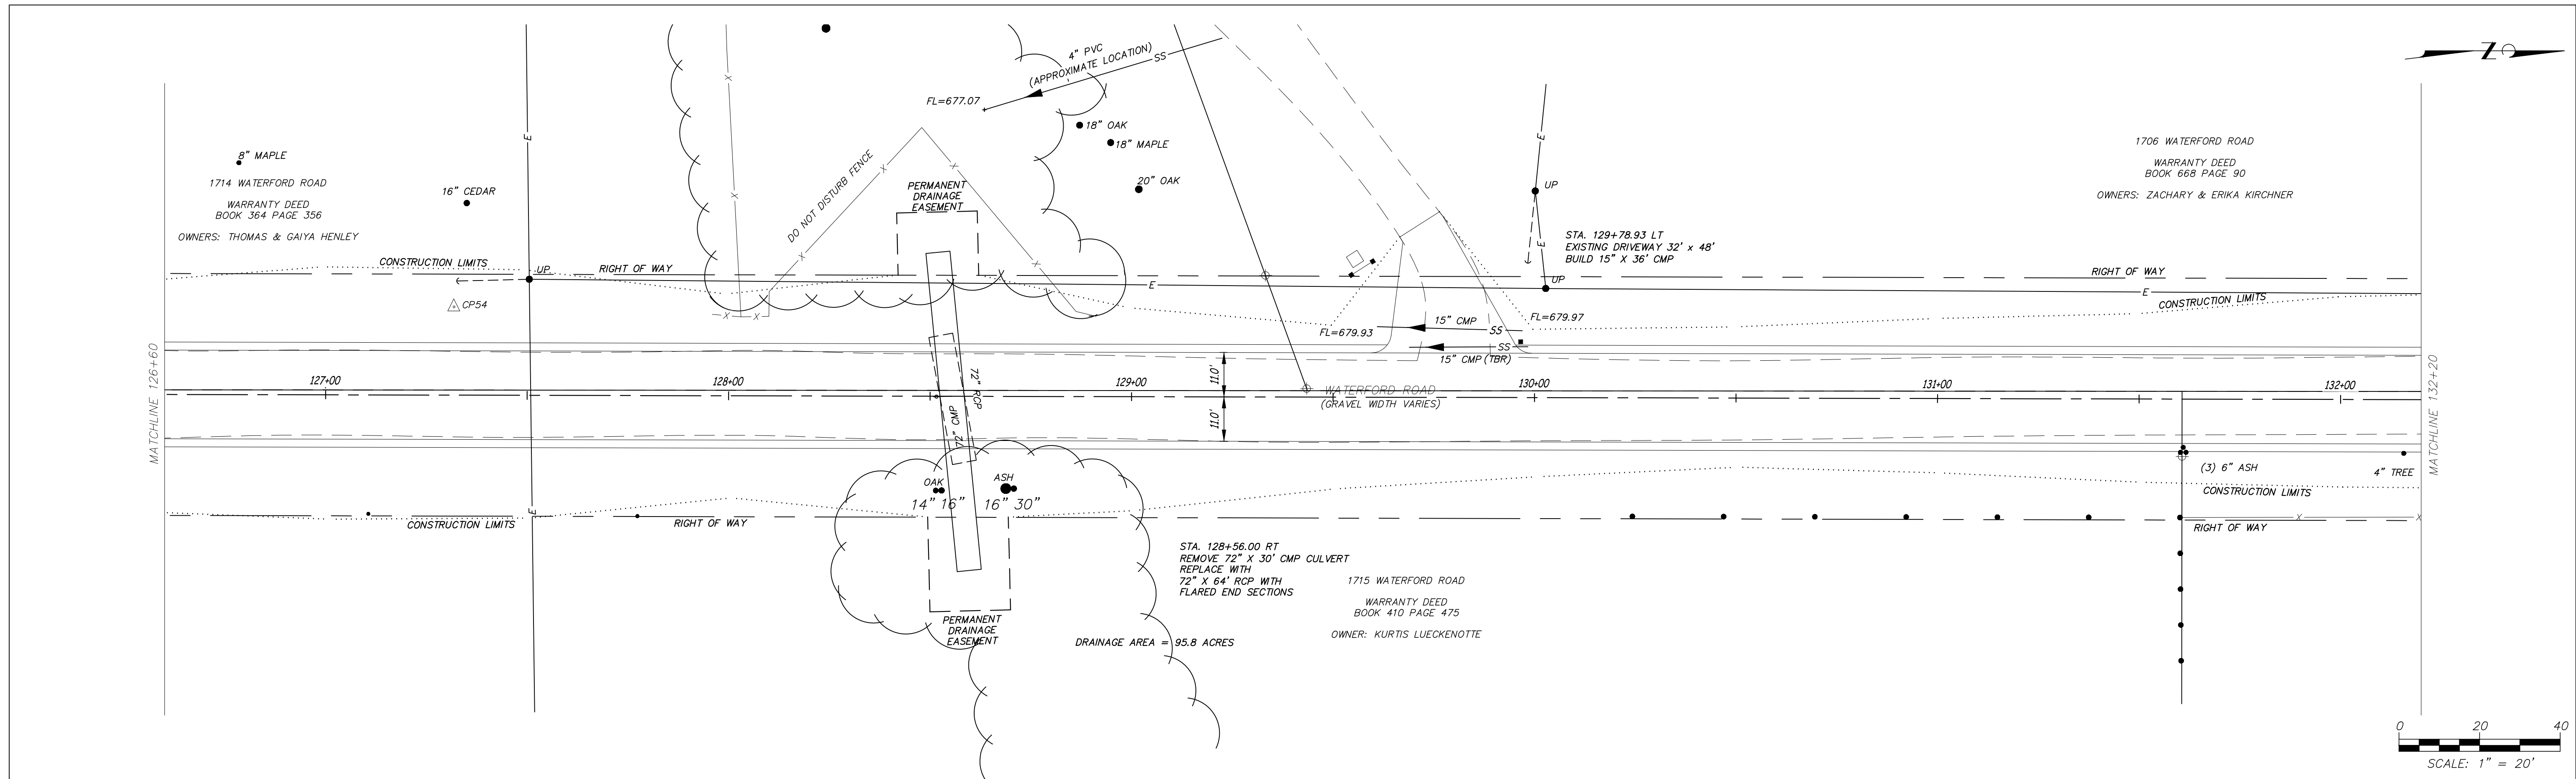 4" PVC
(APPROXIMATE LOCATION)
SS
N
FL=677.07
18" OAK
18" MAPLE
20" OAK
8" MAPLE
1714 WATERFORD ROAD
WARRANTY DEED
BOOK 364 PAGE 356
OWNERS: THOMAS & GAIYA HENLEY
16" CEDAR
E
X
X
X
X
X
X
X
X
DO NOT DISTURB FENCE
PERMANENT
DRAINAGE
EASEMENT
E
UP
E
UP
STA. 129+78.93 LT
EXISTING DRIVEWAY 32' x 48'
BUILD 15" X 36' CMP
1706 WATERFORD ROAD
WARRANTY DEED
BOOK 668 PAGE 90
OWNERS: ZACHARY & ERIKA KIRCHNER
CONSTRUCTION LIMITS
UP
RIGHT OF WAY
RIGHT OF WAY
E
E
CONSTRUCTION LIMITS
CP54
FL=679.93
15" CMP
SS
FL=679.97
SS
15" CMP (TBR)
MATCHLINE 126+60
127+00
128+00
129+00
130+00
131+00
132+00
MATCHLINE 132+20
72" RCP
72" CMP
11.0'
11.0'
WATERFORD ROAD
(GRAVEL WIDTH VARIES)
OAK
14" 16"
ASH
16" 30"
(3) 6" ASH
4" TREE
CONSTRUCTION LIMITS
E
CONSTRUCTION LIMITS
RIGHT OF WAY
X
X
RIGHT OF WAY
STA. 128+56.00 RT
REMOVE 72" X 30' CMP CULVERT
REPLACE WITH
72" X 64' RCP WITH
FLARED END SECTIONS
1715 WATERFORD ROAD
WARRANTY DEED
BOOK 410 PAGE 475
OWNER: KURTIS LUECKENOTTE
PERMANENT
DRAINAGE
EASEMENT
DRAINAGE AREA = 95.8 ACRES
0 20 40
SCALE: 1" = 20'